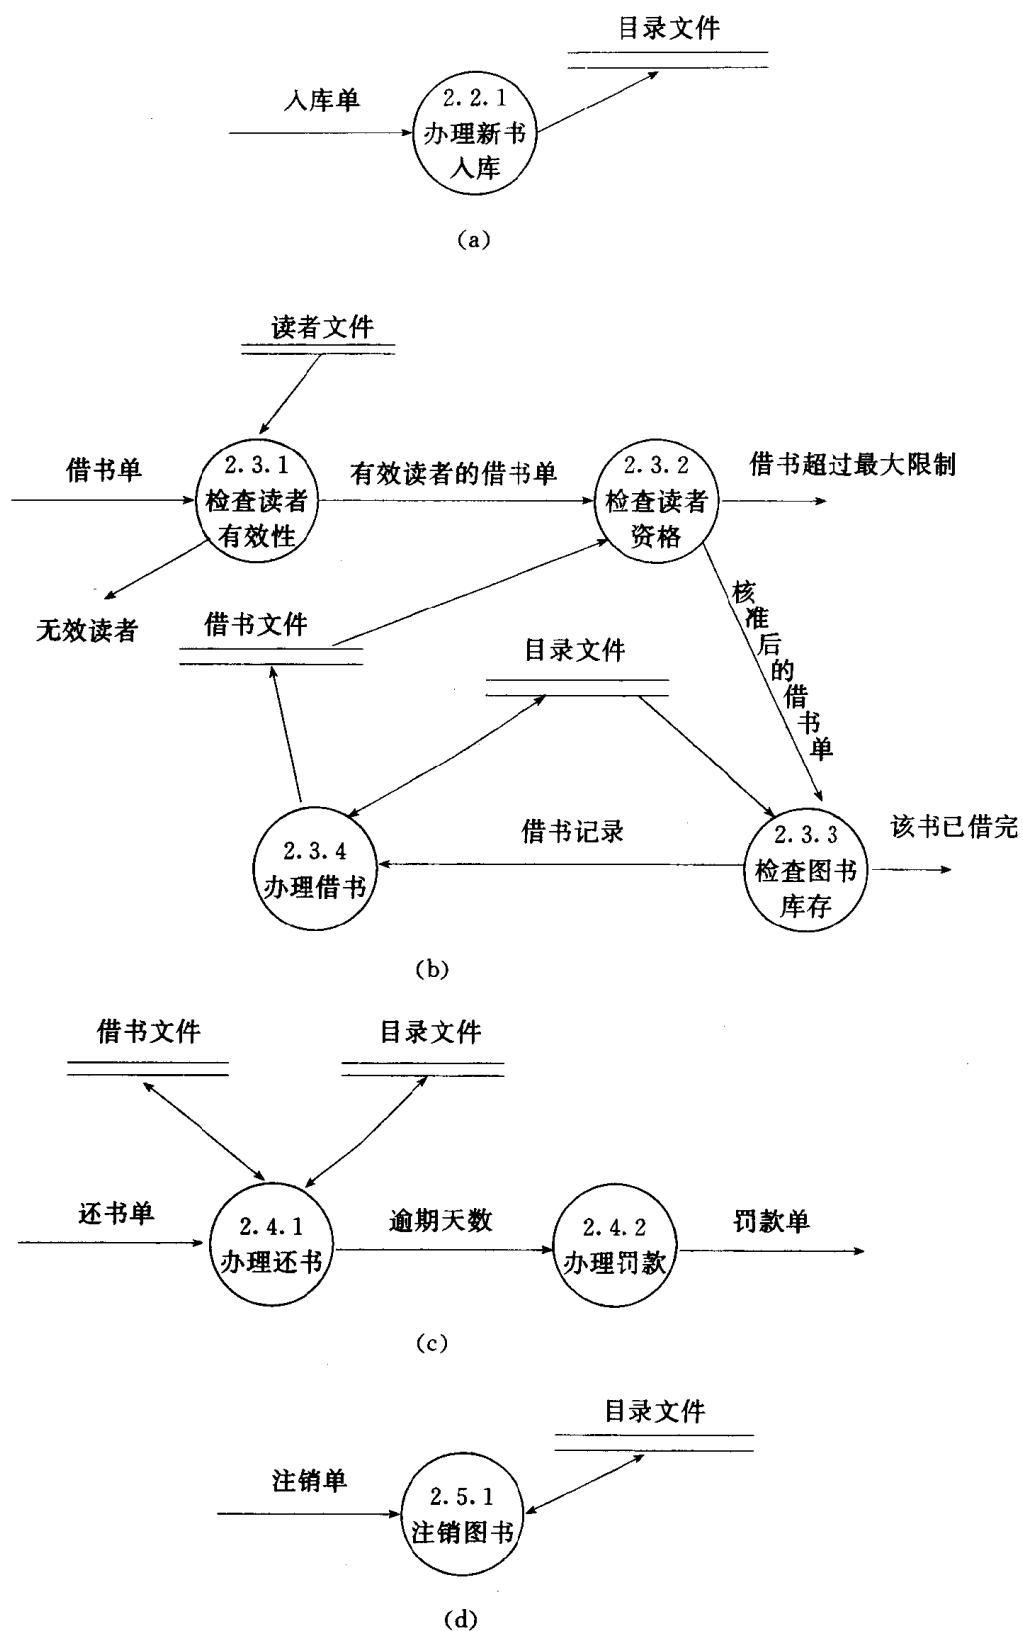 目录文件
入库单
2.2.1
办理新书
入库
(a)
读者文件
借书单
2.3.1
检查读者
有效性
有效读者的借书单
2.3.2
检查读者
资格
借书超过最大限制
无效读者
借书文件
目录文件
核准后的借书单
2.3.4
办理借书
借书记录
2.3.3
检查图书
库存
该书已借完
(b)
借书文件
目录文件
还书单
2.4.1
办理还书
逾期天数
2.4.2
办理罚款
罚款单
(c)
目录文件
注销单
2.5.1
注销图书
(d)